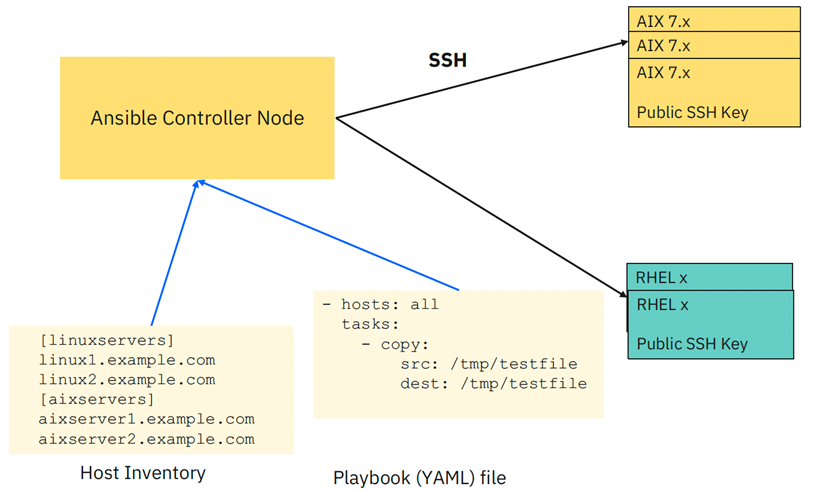 SSH
AIX 7.x
AIX 7.x
AIX 7.x
Public SSH Key
Ansible Controller Node
RHEL x
RHEL x
Public SSH Key
- hosts: all
  tasks:
    - copy:
        src: /tmp/testfile
        dest: /tmp/testfile
[linuxservers]
linux1.example.com
linux2.example.com
[aixservers]
aixserver1.example.com
aixserver2.example.com
Host Inventory
Playbook (YAML) file